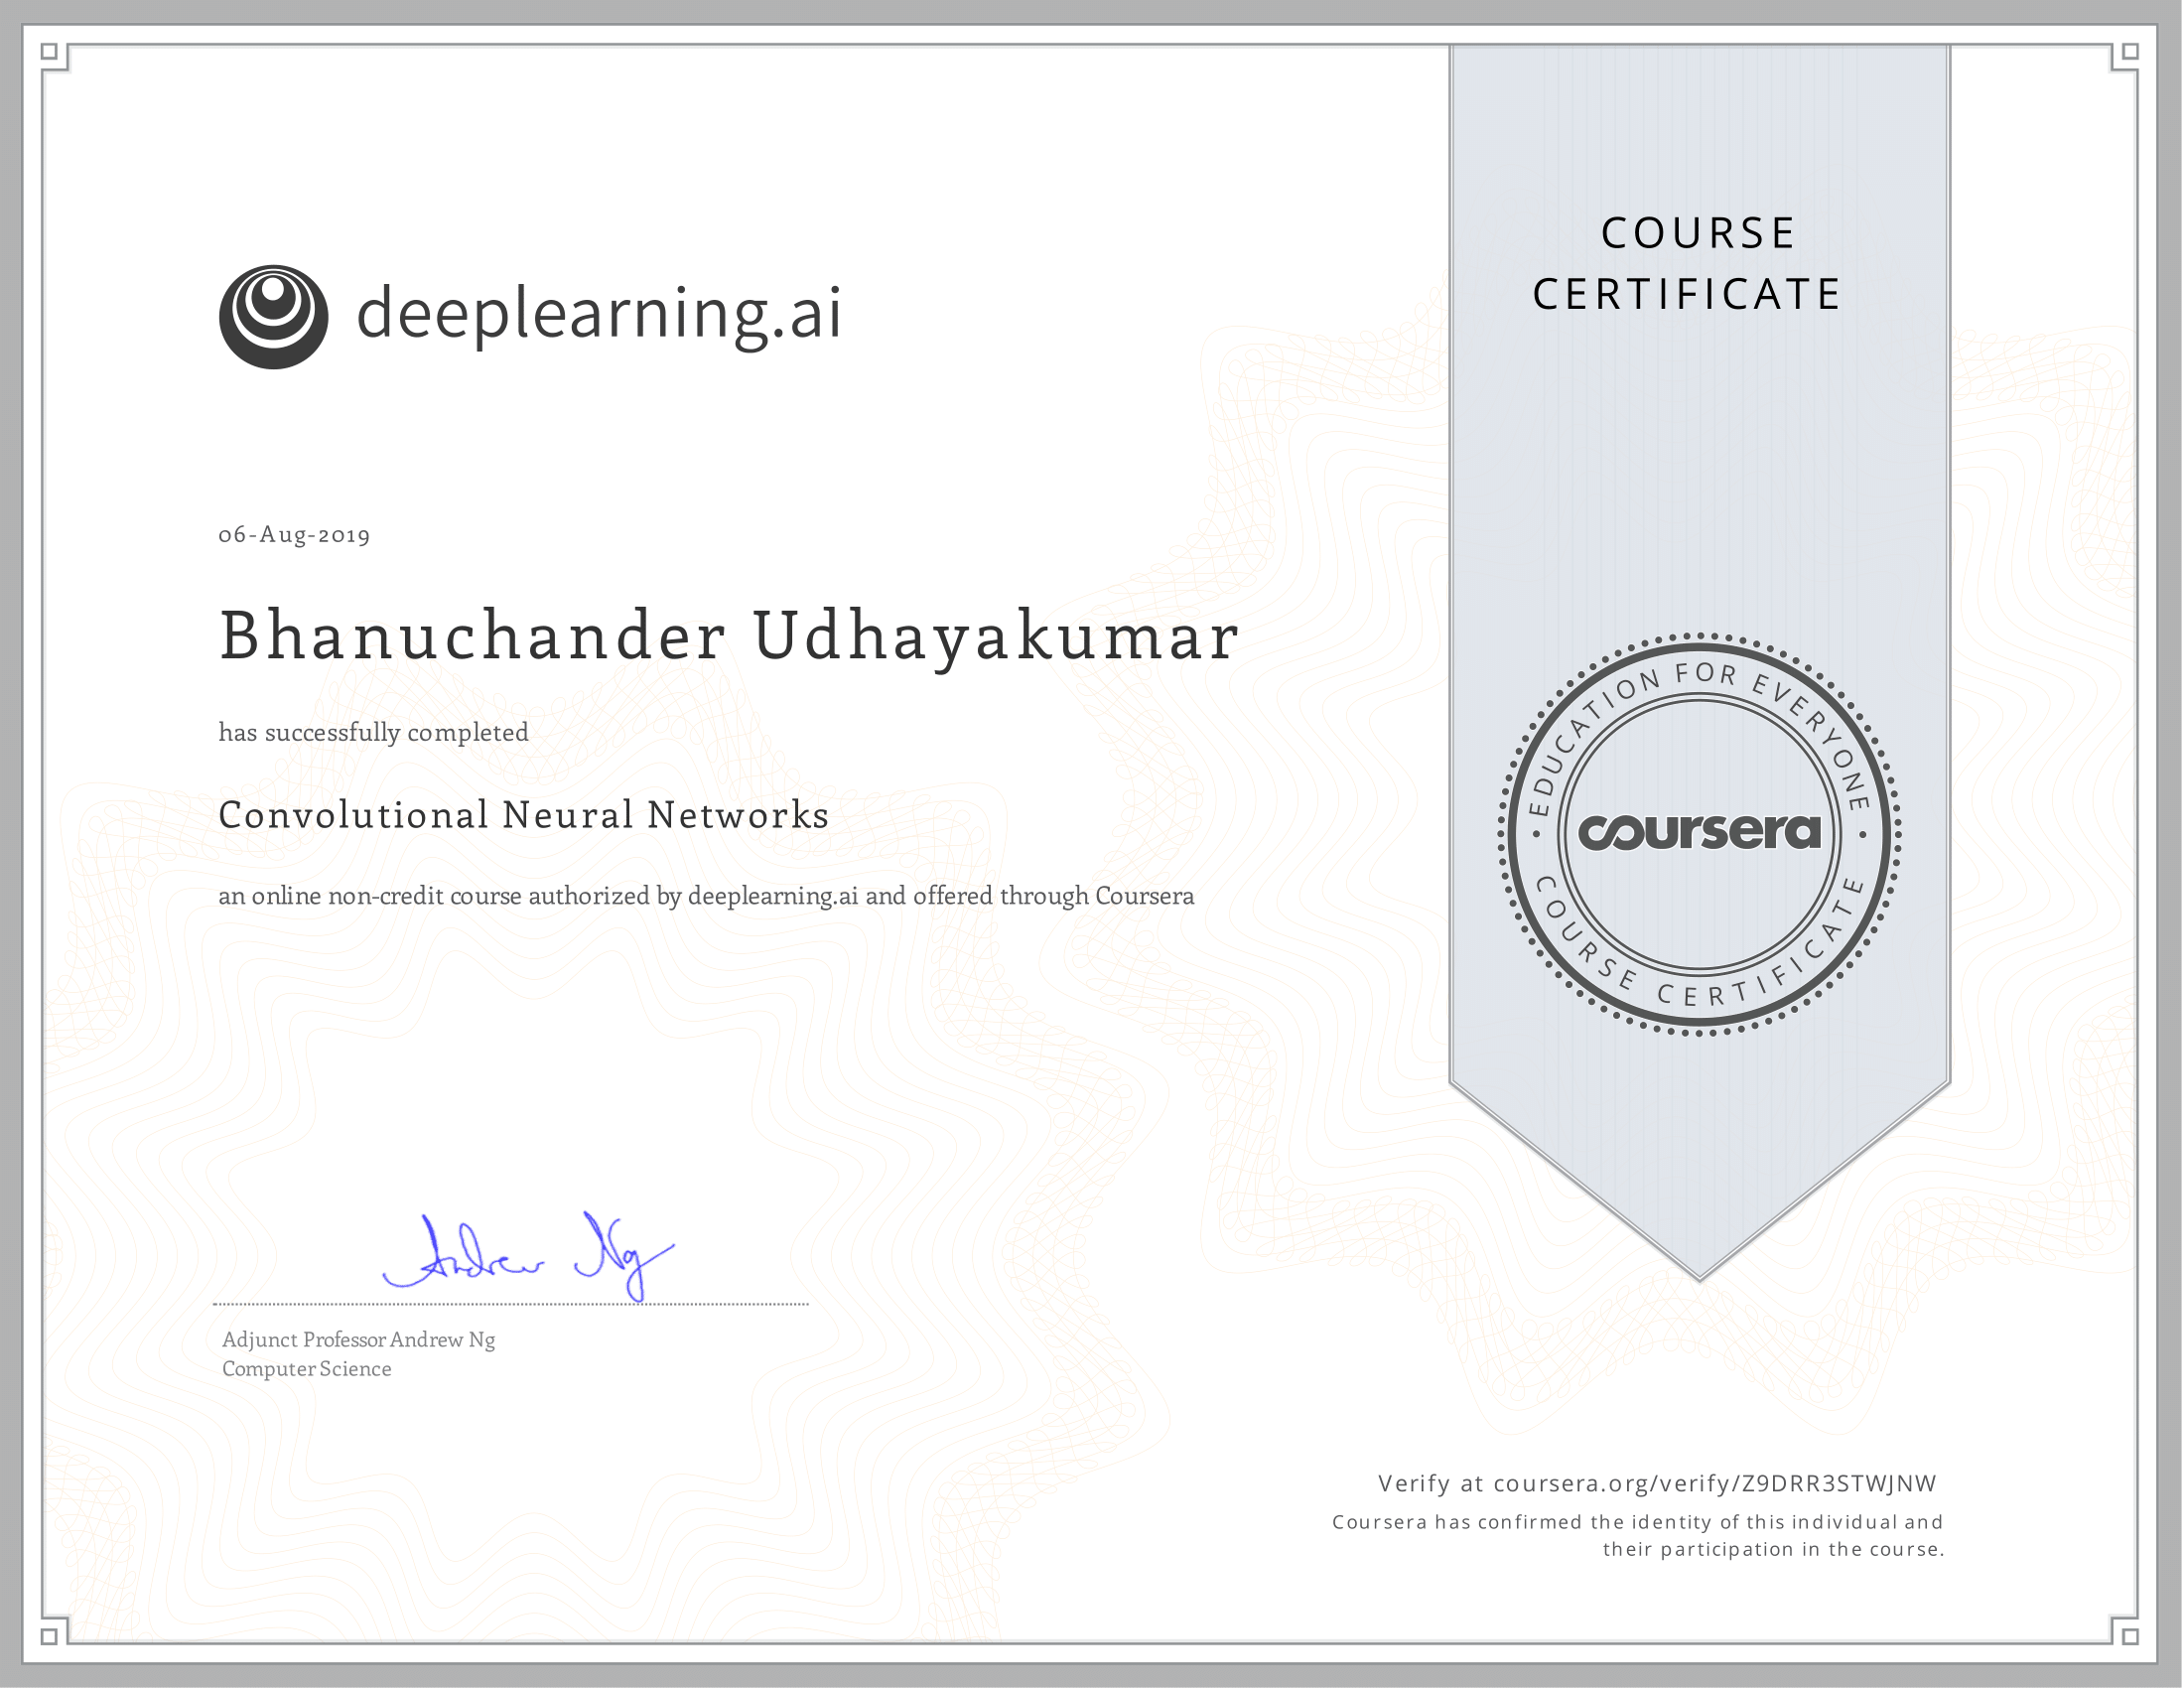 COURSE
CERTIFICATE
deeplearning.ai
06-Aug-2019
Bhanuchander Udhayakumar
has successfully completed
Convolutional Neural Networks
an online non-credit course authorized by deeplearning.ai and offered through Coursera
• EDUCATION FOR EVERYONE •
coursera
COURSE CERTIFICATE
Andrew Ng
Adjunct Professor Andrew Ng
Computer Science
Verify at coursera.org/verify/Z9DRR3STWJNW
Coursera has confirmed the identity of this individual and
their participation in the course.